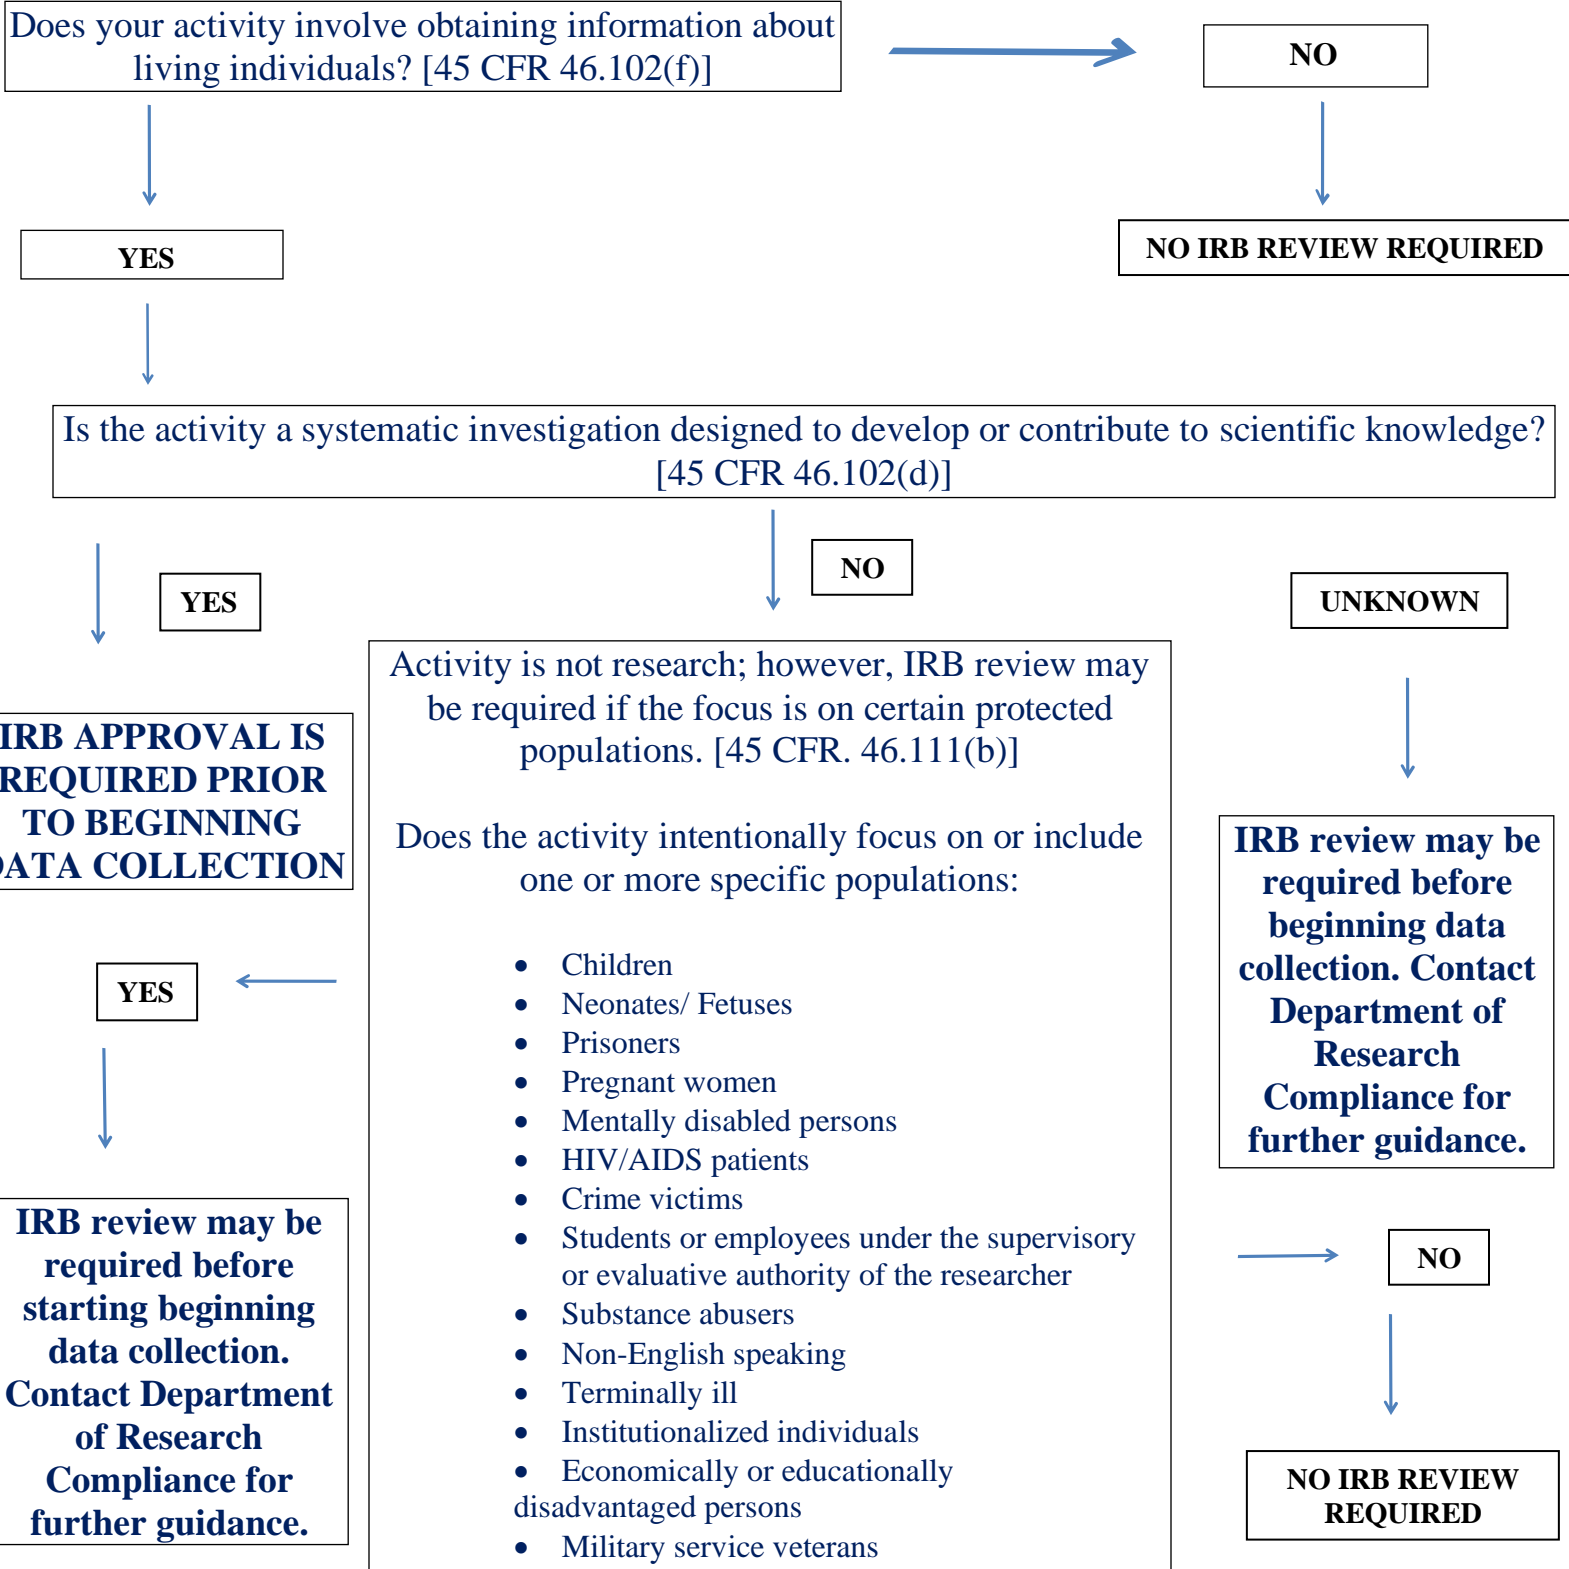 Does your activity involve obtaining information about
living individuals? [45 CFR 46.102(f)]
NO
NO IRB REVIEW REQUIRED
YES
Is the activity a systematic investigation designed to develop or contribute to scientific knowledge?
[45 CFR 46.102(d)]
YES
NO
UNKNOWN
IRB APPROVAL IS
REQUIRED PRIOR
TO BEGINNING
DATA COLLECTION
Activity is not research; however, IRB review may
be required if the focus is on certain protected
populations. [45 CFR. 46.111(b)]
Does the activity intentionally focus on or include
one or more specific populations:
• Children
• Neonates/ Fetuses
• Prisoners
• Pregnant women
• Mentally disabled persons
• HIV/AIDS patients
• Crime victims
• Students or employees under the supervisory
or evaluative authority of the researcher
• Substance abusers
• Non-English speaking
• Terminally ill
• Institutionalized individuals
• Economically or educationally
disadvantaged persons
• Military service veterans
IRB review may be
required before
beginning data
collection. Contact
Department of
Research
Compliance for
further guidance.
YES
IRB review may be
required before
starting beginning
data collection.
Contact Department
of Research
Compliance for
further guidance.
NO
NO IRB REVIEW
REQUIRED